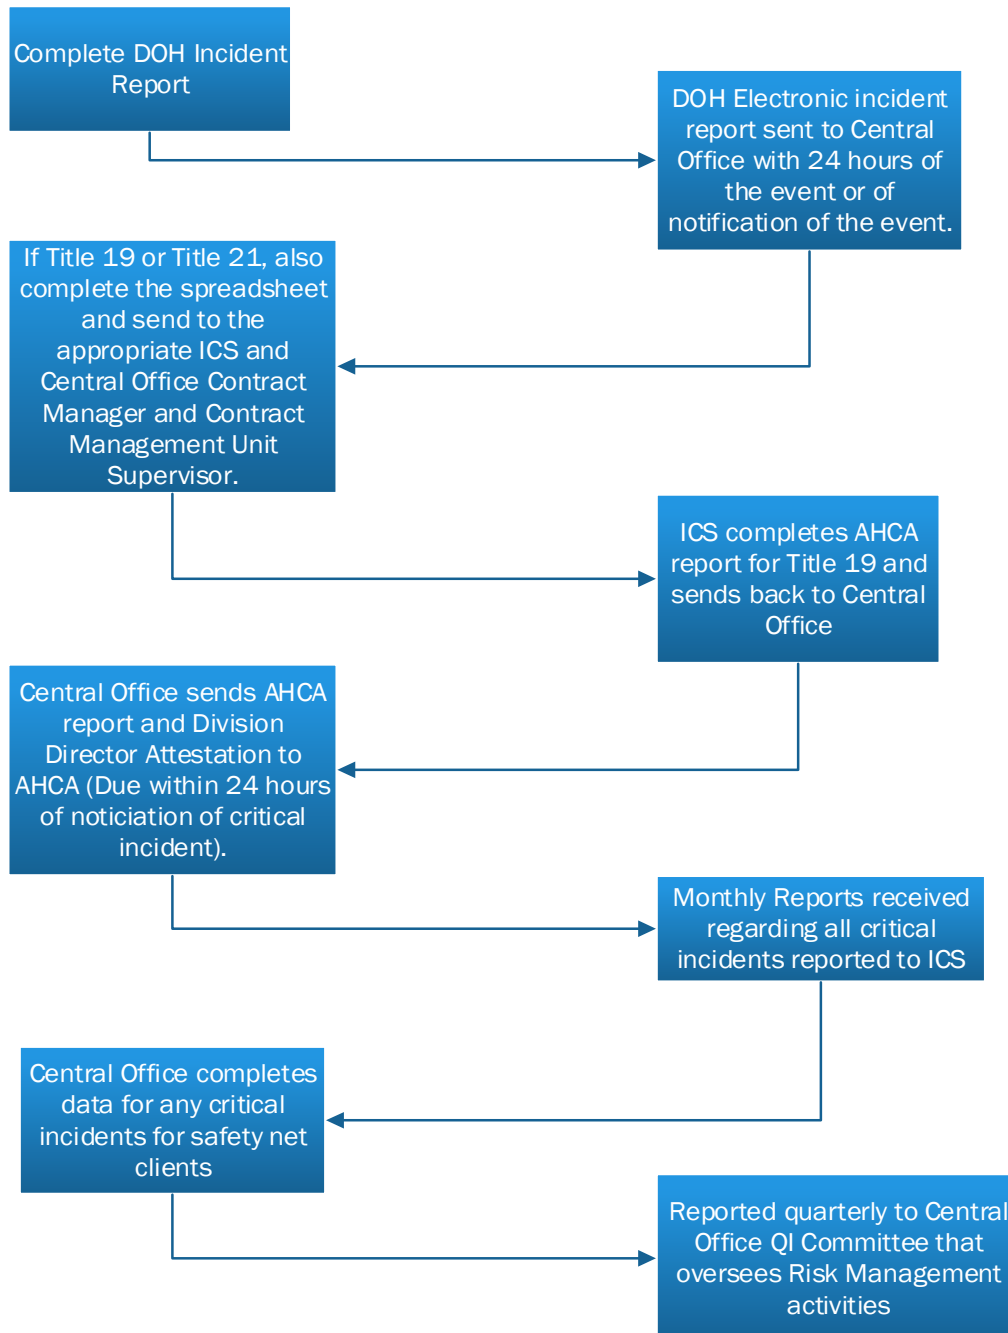 Complete DOH Incident
Report
DOH Electronic incident
report sent to Central
Office with 24 hours of
the event or of
notification of the event.
If Title 19 or Title 21, also
complete the spreadsheet
and send to the
appropriate ICS and
Central Office Contract
Manager and Contract
Management Unit
Supervisor.
ICS completes AHCA
report for Title 19 and
sends back to Central
Office
Central Office sends AHCA
report and Division
Director Attestation to
AHCA (Due within 24 hours
of noticiation of critical
incident).
Monthly Reports received
regarding all critical
incidents reported to ICS
Central Office completes
data for any critical
incidents for safety net
clients
Reported quarterly to Central
Office QI Committee that
oversees Risk Management
activities